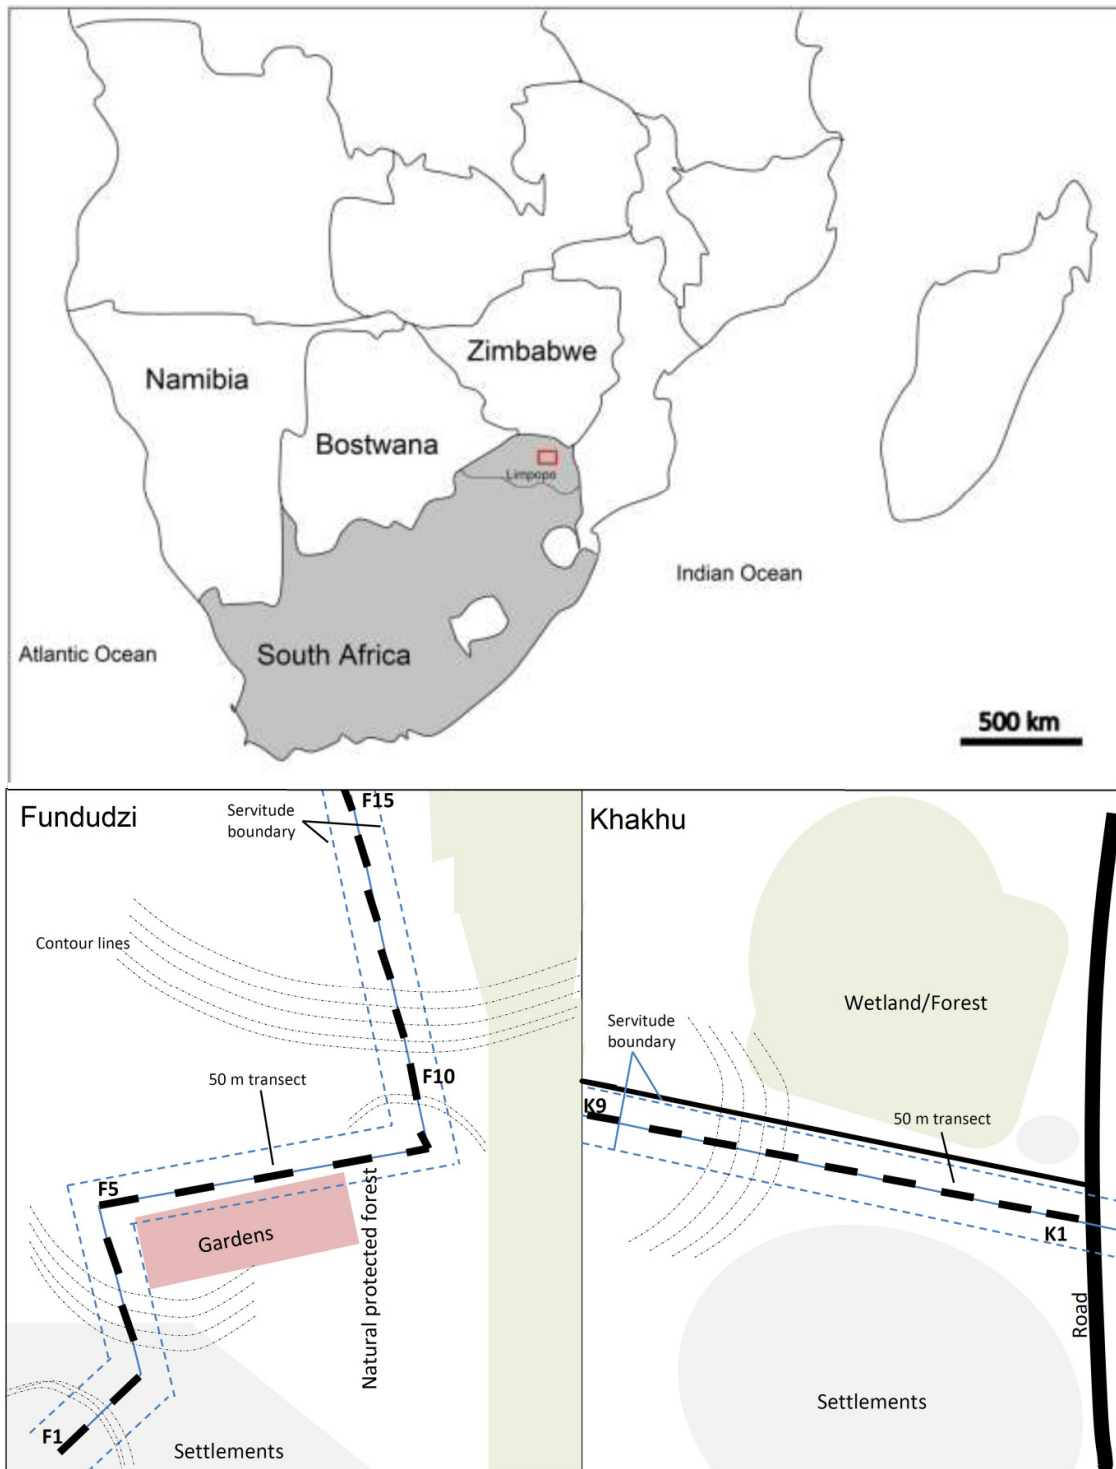 Zimbabwe
Namibia
Bostwana
Limpopo
Indian Ocean
Atlantic Ocean
South Africa
500 km
Fundudzi
Servitude
boundary
F15
Contour lines
50 m transect
F10
F5
Gardens
Natural protected forest
F1
Settlements
Khakhu
Wetland/Forest
Servitude
boundary
K9
50 m transect
K1
Road
Settlements